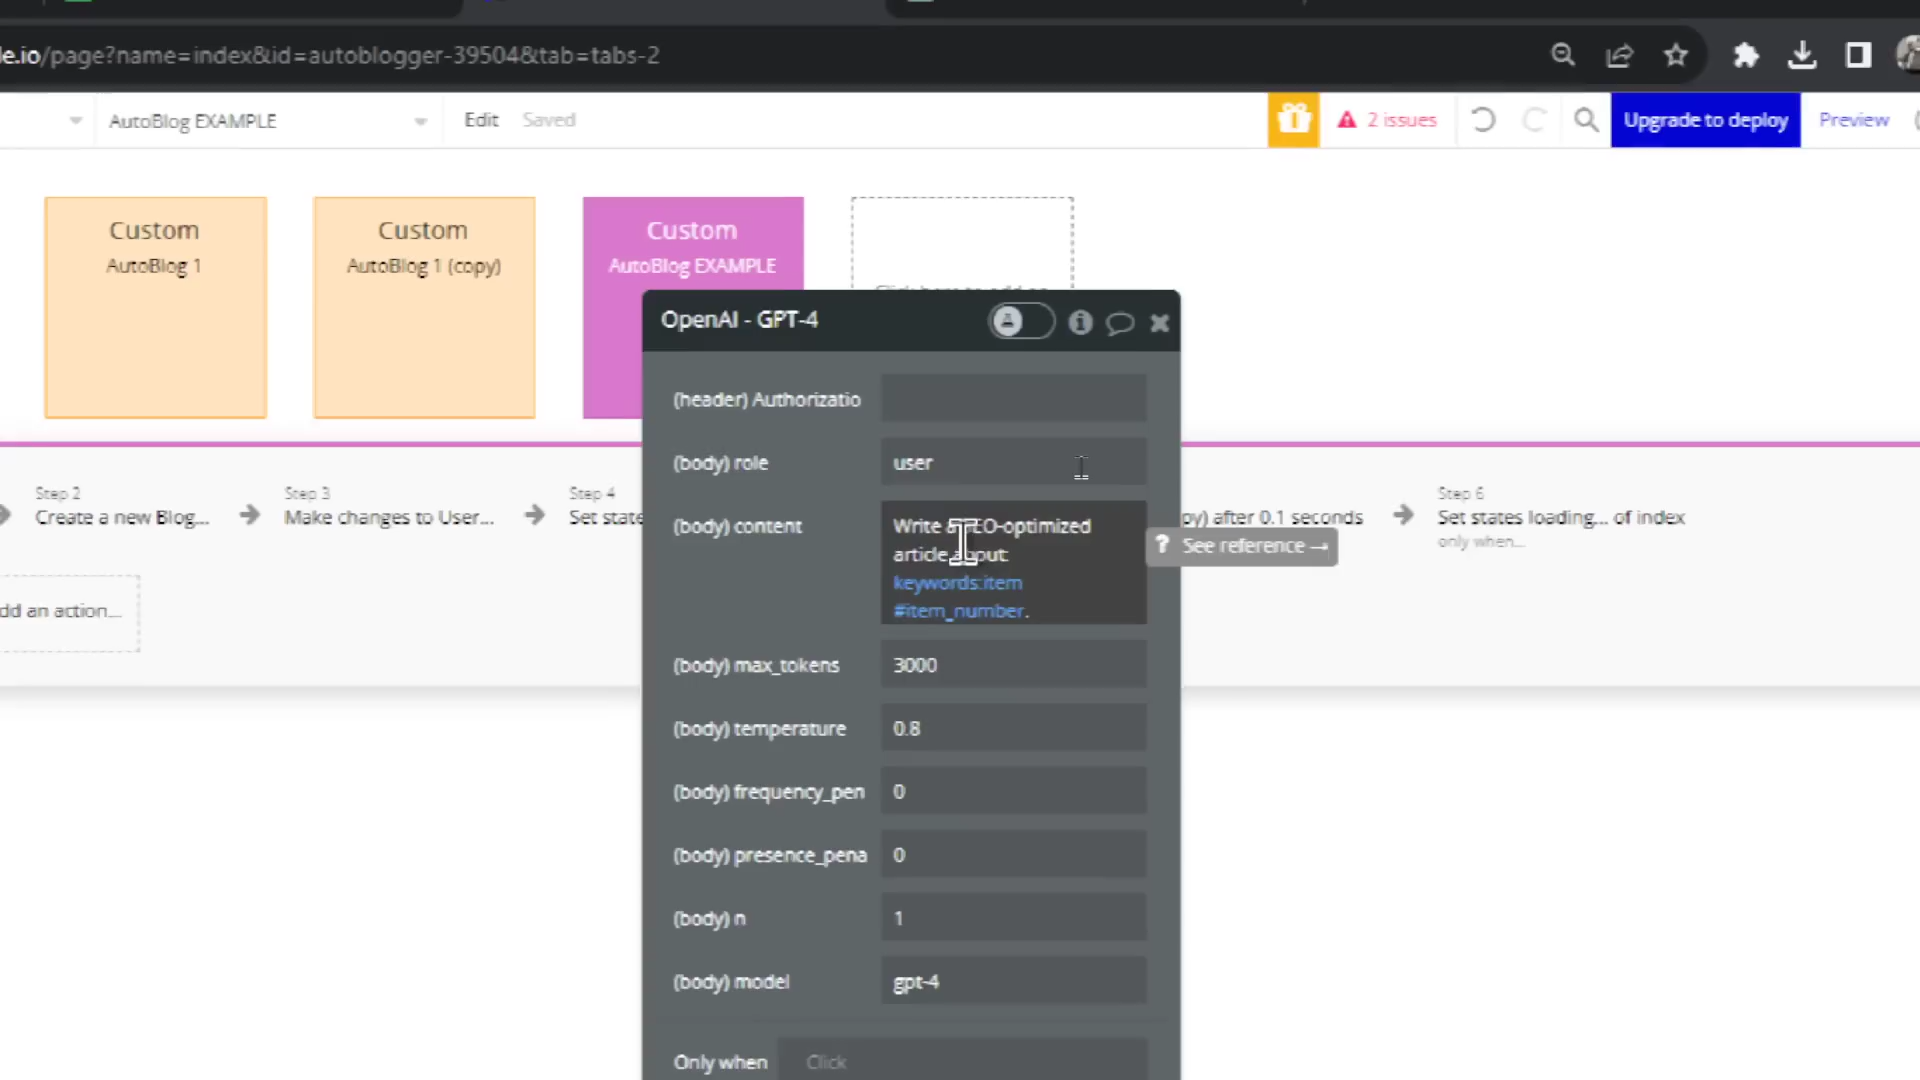 le.io/page?name=index&id=autoblogger-39504&tab=tabs-2
AutoBlog EXAMPLE
Edit
Saved
2 issues
Upgrade to deploy
Preview
Custom
AutoBlog 1
Custom
AutoBlog 1 (copy)
Custom
AutoBlog EXAMPLE
OpenAI - GPT-4
(header) Authorizatio
(body) role
user
(body) content
Write a EO-optimized
article about:
keywords:item
#item_number.
(body) max_tokens
3000
(body) temperature
0.8
(body) frequency_pen
0
(body) presence_pena
0
(body) n
1
(body) model
gpt-4
Only when
Click
See reference →
Step 2
Create a new Blog...
Step 3
Make changes to User...
Step 4
Set state
py) after 0.1 seconds
Step 6
Set states loading... of index
only when...
dd an action...